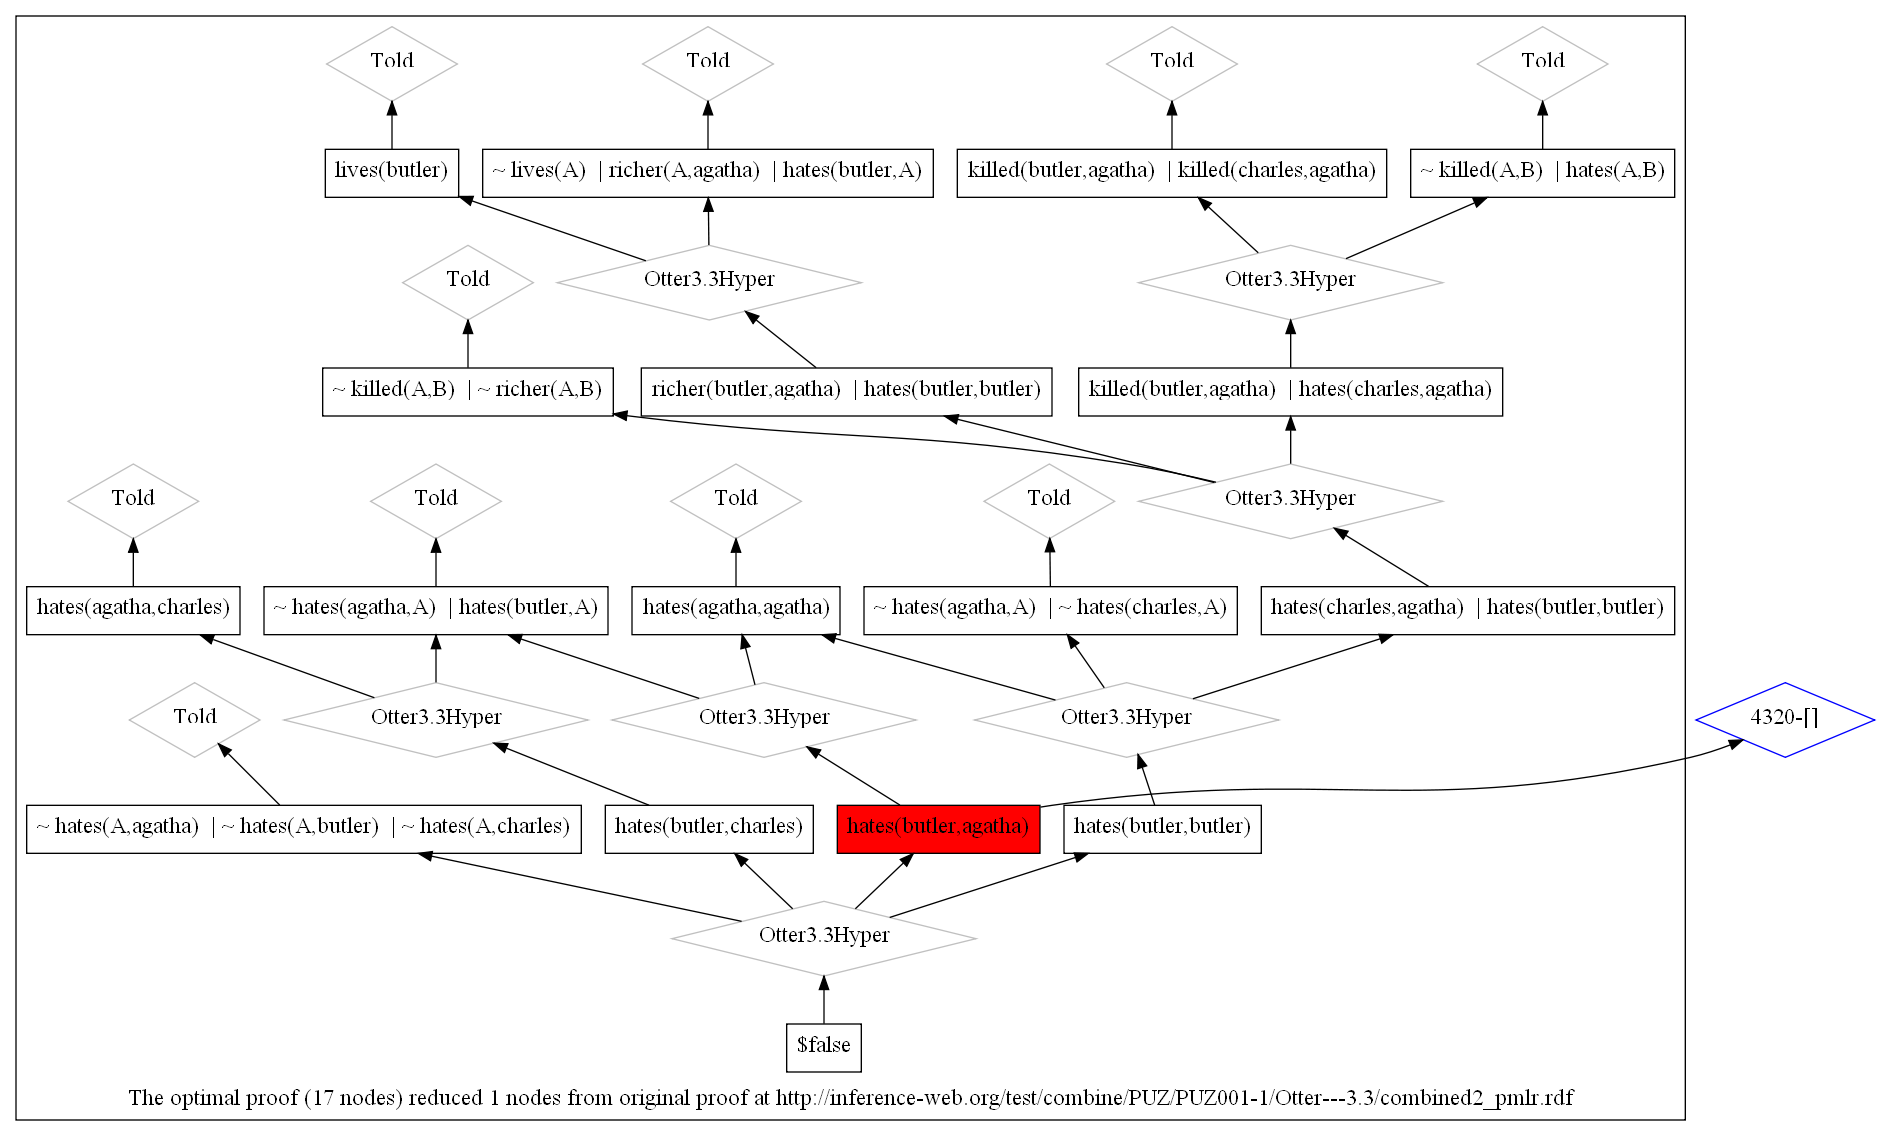 Told
Told
Told
Told
lives(butler)
~ lives(A) | richer(A,agatha) | hates(butler,A)
killed(butler,agatha) | killed(charles,agatha)
~ killed(A,B) | hates(A,B)
Told
Otter3.3Hyper
Otter3.3Hyper
~ killed(A,B) | ~ richer(A,B)
richer(butler,agatha) | hates(butler,butler)
killed(butler,agatha) | hates(charles,agatha)
Told
Told
Told
Told
Otter3.3Hyper
hates(agatha,charles)
~ hates(agatha,A) | hates(butler,A)
hates(agatha,agatha)
~ hates(agatha,A) | ~ hates(charles,A)
hates(charles,agatha) | hates(butler,butler)
Told
Otter3.3Hyper
Otter3.3Hyper
Otter3.3Hyper
4320-⌈⌉
~ hates(A,agatha) | ~ hates(A,butler) | ~ hates(A,charles)
hates(butler,charles)
hates(butler,agatha)
hates(butler,butler)
Otter3.3Hyper
$false
The optimal proof (17 nodes) reduced 1 nodes from original proof at http://inference-web.org/test/combine/PUZ/PUZ001-1/Otter---3.3/combined2_pmlr.rdf